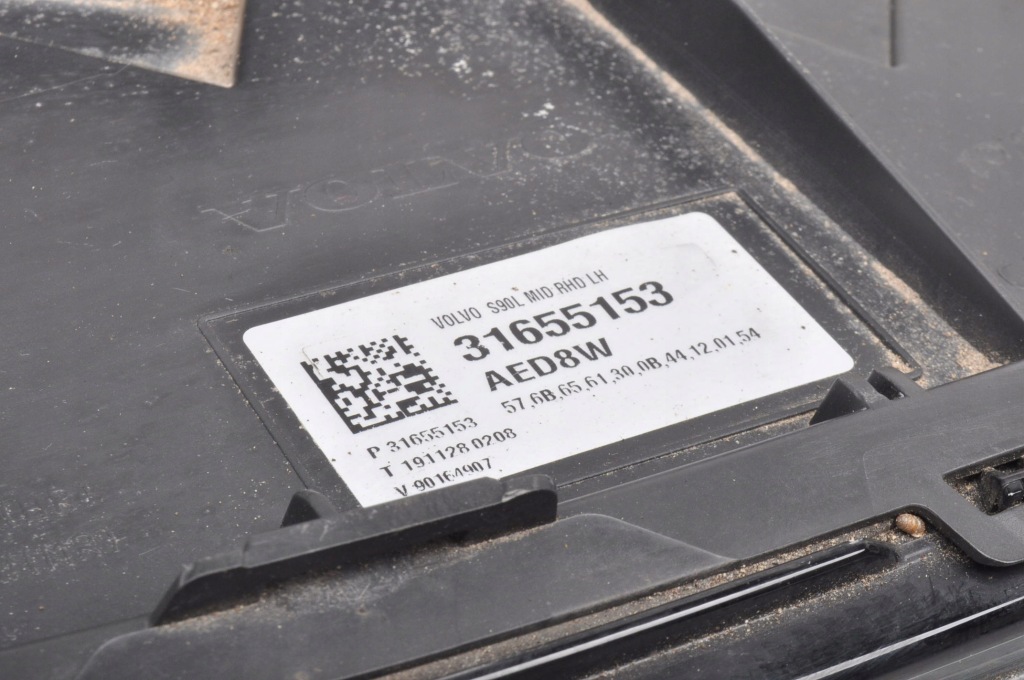 VOLVO
VOLVO S90L MID RHD LH
31655153
AED8W
57,6B,65,61,30,0B,44,12,01,54
P 31655153
T 191128 0208
V 90164907